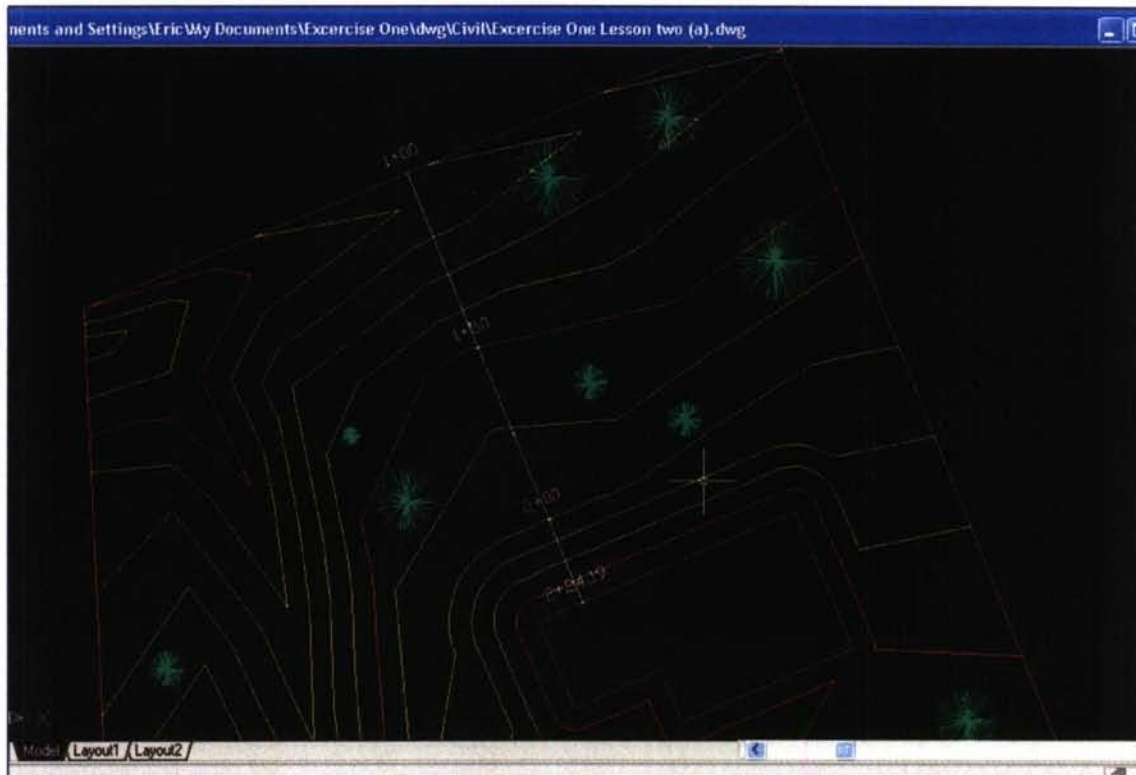 ments and Settings\Eric\My Documents\Excercise One\dwg\Civil\Excercise One Lesson two (a).dwg
1+00
Model Layout1 Layout2